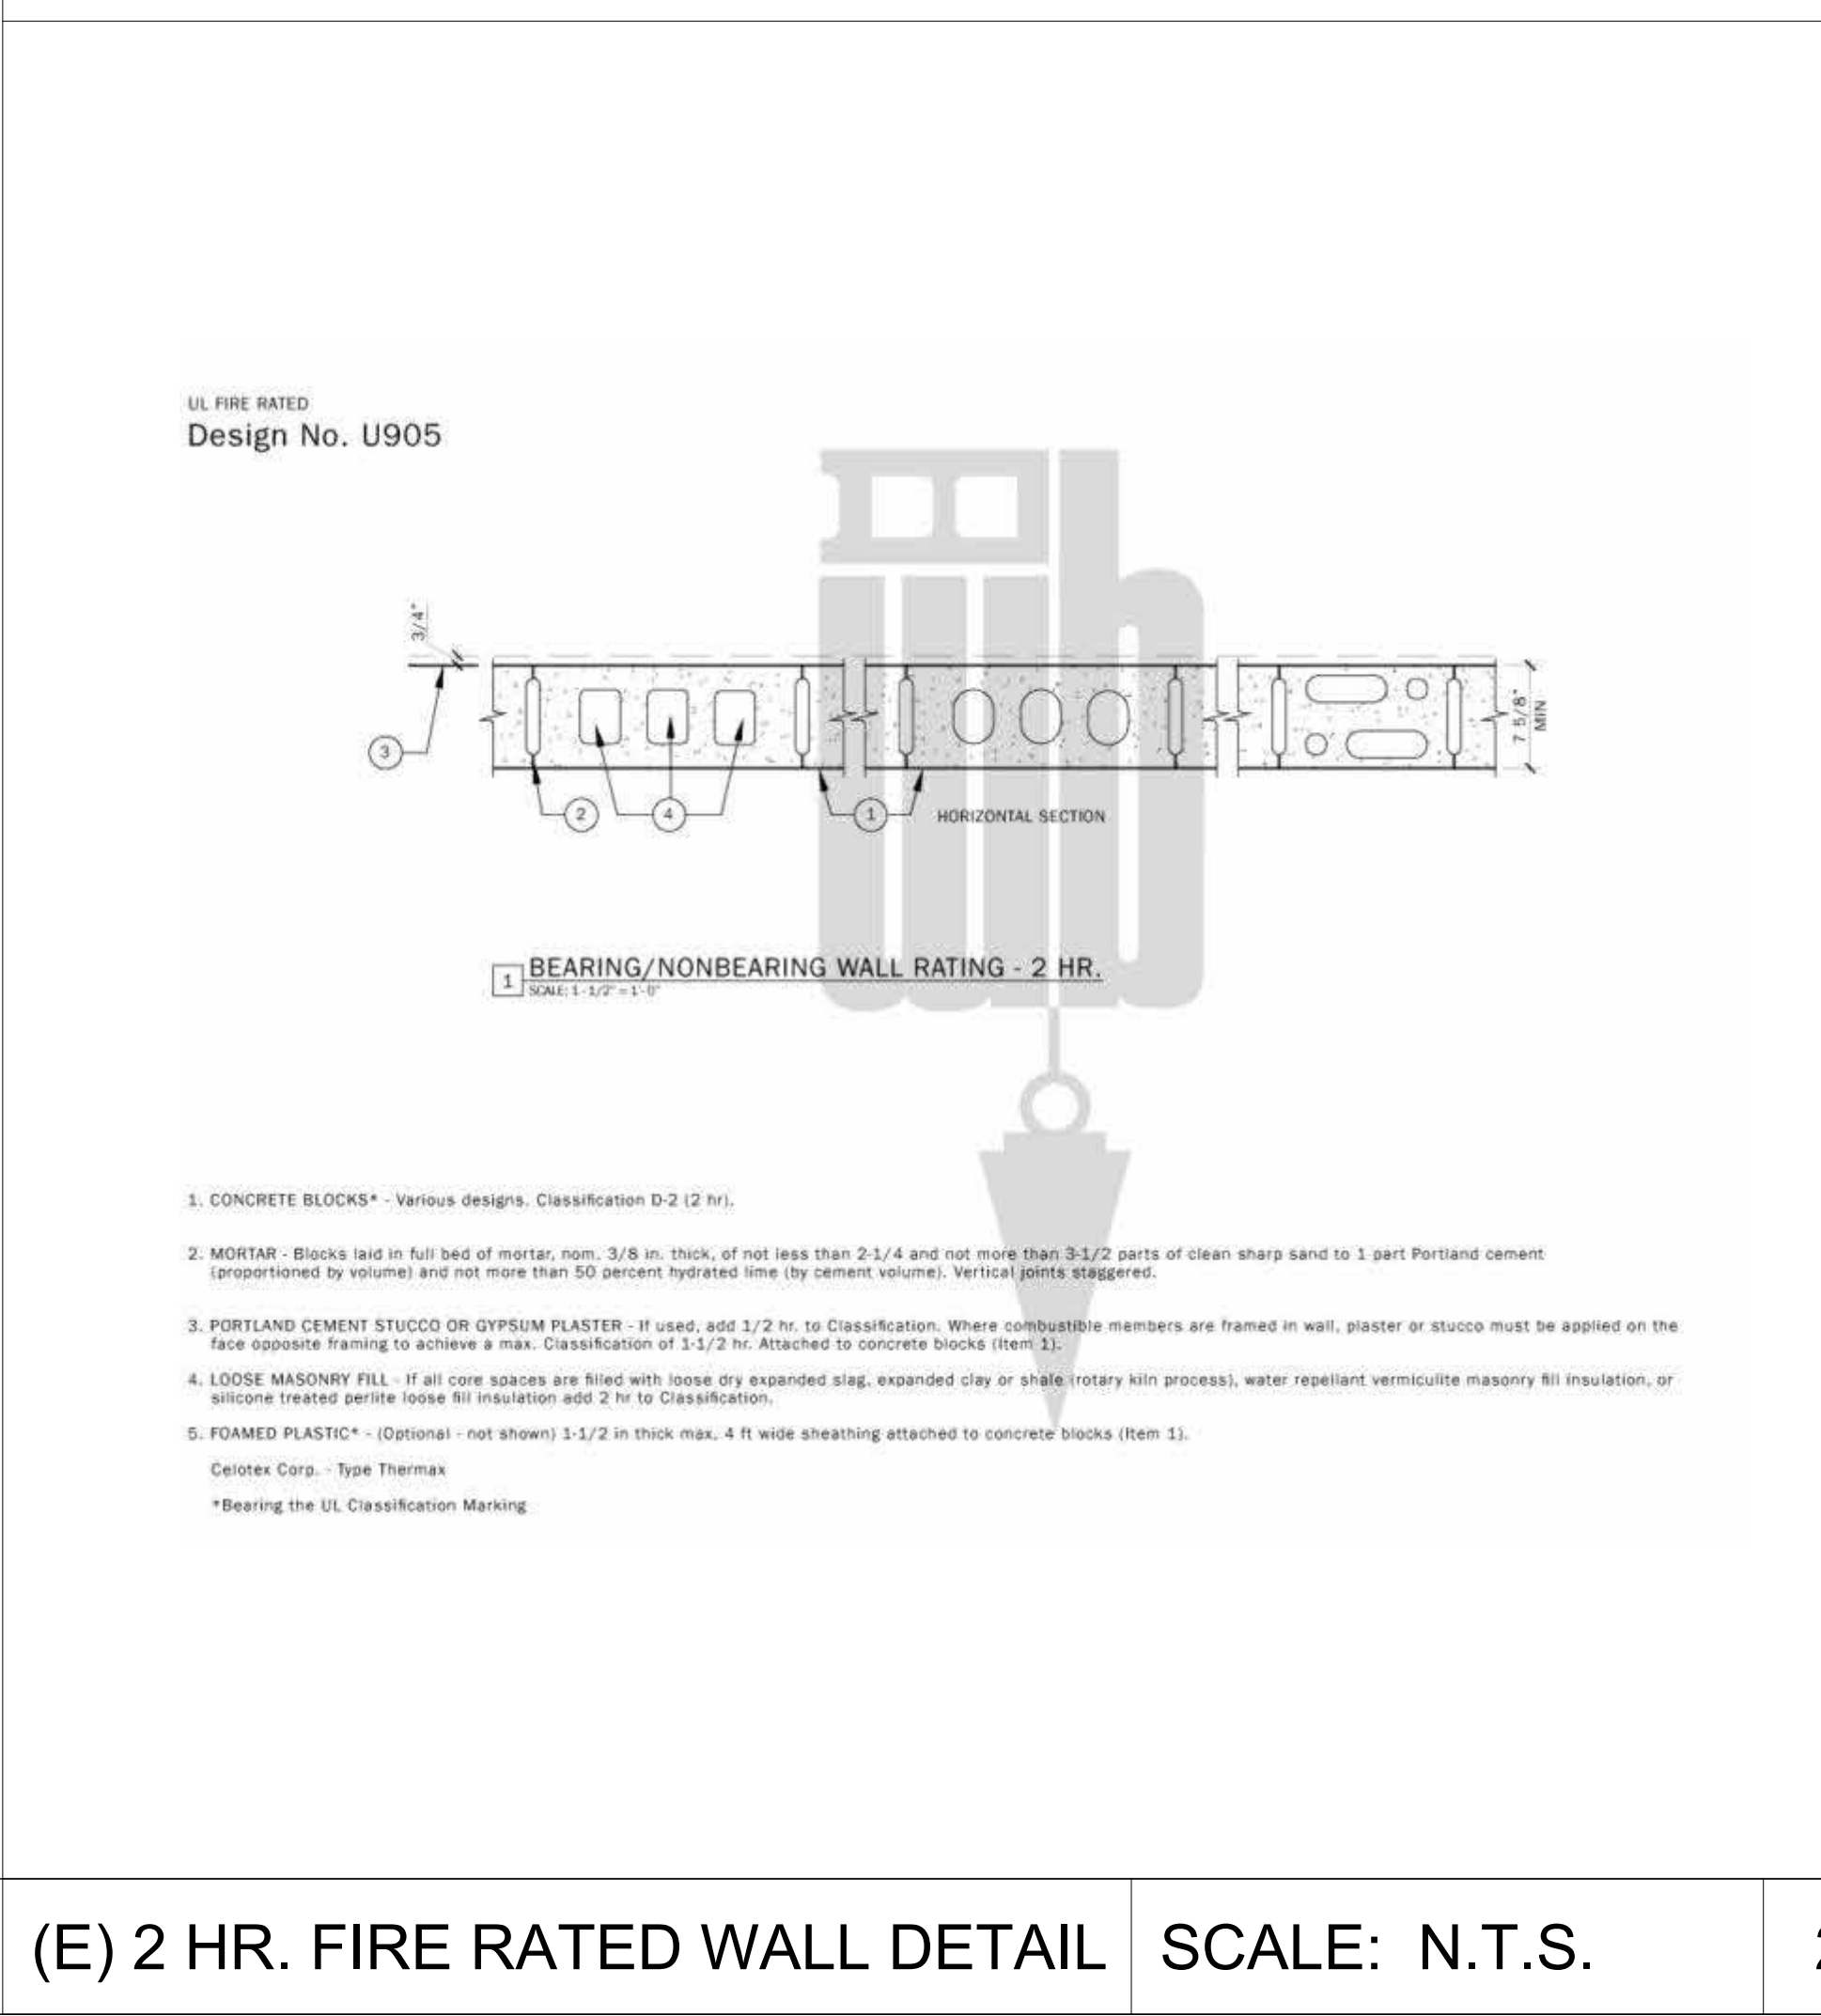 UL FIRE RATED
Design No. U905
3/4"
7 5/8"
MIN
3
2
4
1
HORIZONTAL SECTION
1
BEARING/NONBEARING WALL RATING - 2 HR.
SCALE: 1-1/2" = 1'-0"
1. CONCRETE BLOCKS* - Various designs. Classification D-2 (2 hr).
2. MORTAR - Blocks laid in full bed of mortar, nom. 3/8 in. thick, of not less than 2-1/4 and not more than 3-1/2 parts of clean sharp sand to 1 part Portland cement
(proportioned by volume) and not more than 50 percent hydrated lime (by cement volume). Vertical joints staggered.
3. PORTLAND CEMENT STUCCO OR GYPSUM PLASTER - If used, add 1/2 hr. to Classification. Where combustible members are framed in wall, plaster or stucco must be applied on the
face opposite framing to achieve a max. Classification of 1-1/2 hr. Attached to concrete blocks (Item 1).
4. LOOSE MASONRY FILL - If all core spaces are filled with loose dry expanded slag, expanded clay or shale (rotary kiln process), water repellant vermiculite masonry fill insulation, or
silicone treated perlite loose fill insulation add 2 hr to Classification.
5. FOAMED PLASTIC* - (Optional - not shown) 1-1/2 in thick max, 4 ft wide sheathing attached to concrete blocks (Item 1).
Celotex Corp. - Type Thermax
*Bearing the UL Classification Marking
(E) 2 HR. FIRE RATED WALL DETAIL
SCALE: N.T.S.